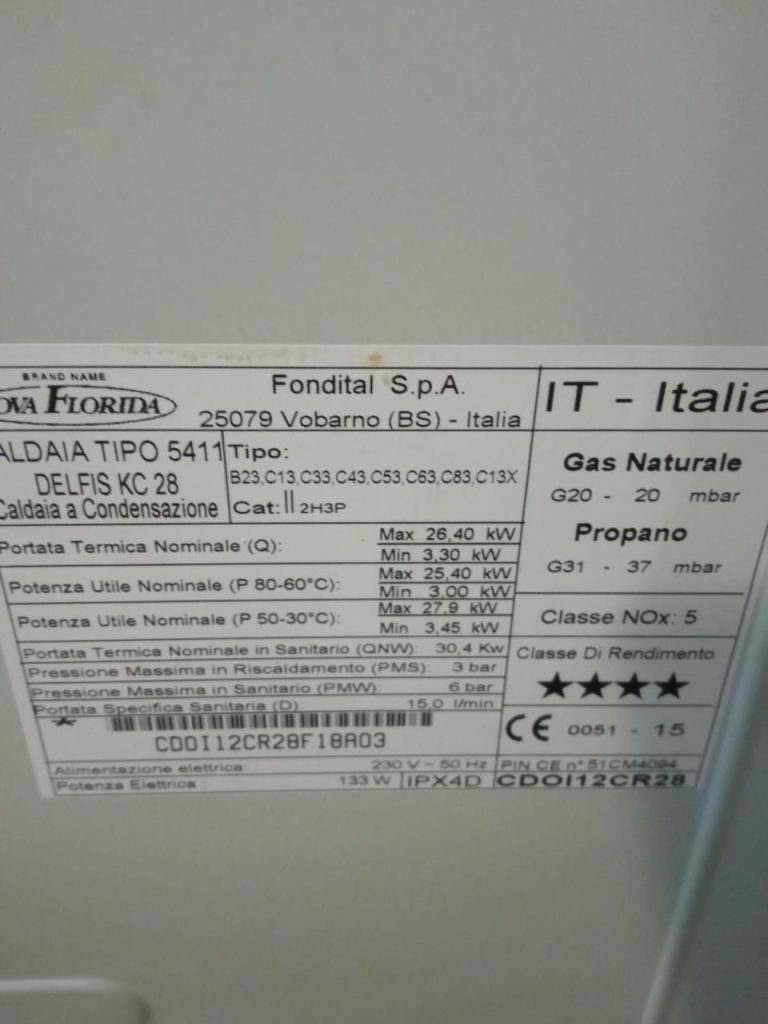 BRAND NAME
OVA FLORIDA
Fondital S.p.A.
25079 Vobarno (BS) - Italia
IT - Italia
ALDAIA TIPO 5411
DELFIS KC 28
Caldaia a Condensazione
Tipo:
B23,C13,C33,C43,C53,C63,C83,C13X
Cat: II 2H3P
Gas Naturale
G20 - 20 mbar
Propano
G31 - 37 mbar
Portata Termica Nominale (Q): Max 26,40 kW
Min 3,30 kW
Potenza Utile Nominale (P 80-60°C): Max 25,40 kW
Min 3,00 kW
Potenza Utile Nominale (P 50-30°C): Max 27,9 kW
Min 3,45 kW
Classe NOx: 5
Portata Termica Nominale in Sanitario (QNW): 30,4 Kw
Pressione Massima in Riscaldamento (PMS): 3 bar
Pressione Massima in Sanitario (PMW): 6 bar
Portata Specifica Sanitaria (D): 15,0 l/min
Classe Di Rendimento
★★★★
CDOI12CR28F18A03
CE 0051 - 15
Alimentazione elettrica: 230 V ~ 50 Hz
PIN CE n° 51CM4094
Potenza Elettrica 133 W IPX4D CDOI12CR28